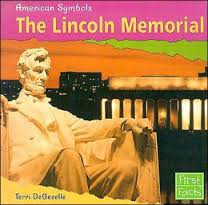 American Symbols
The Lincoln Memorial
First
Facts
Terri DeGezelle